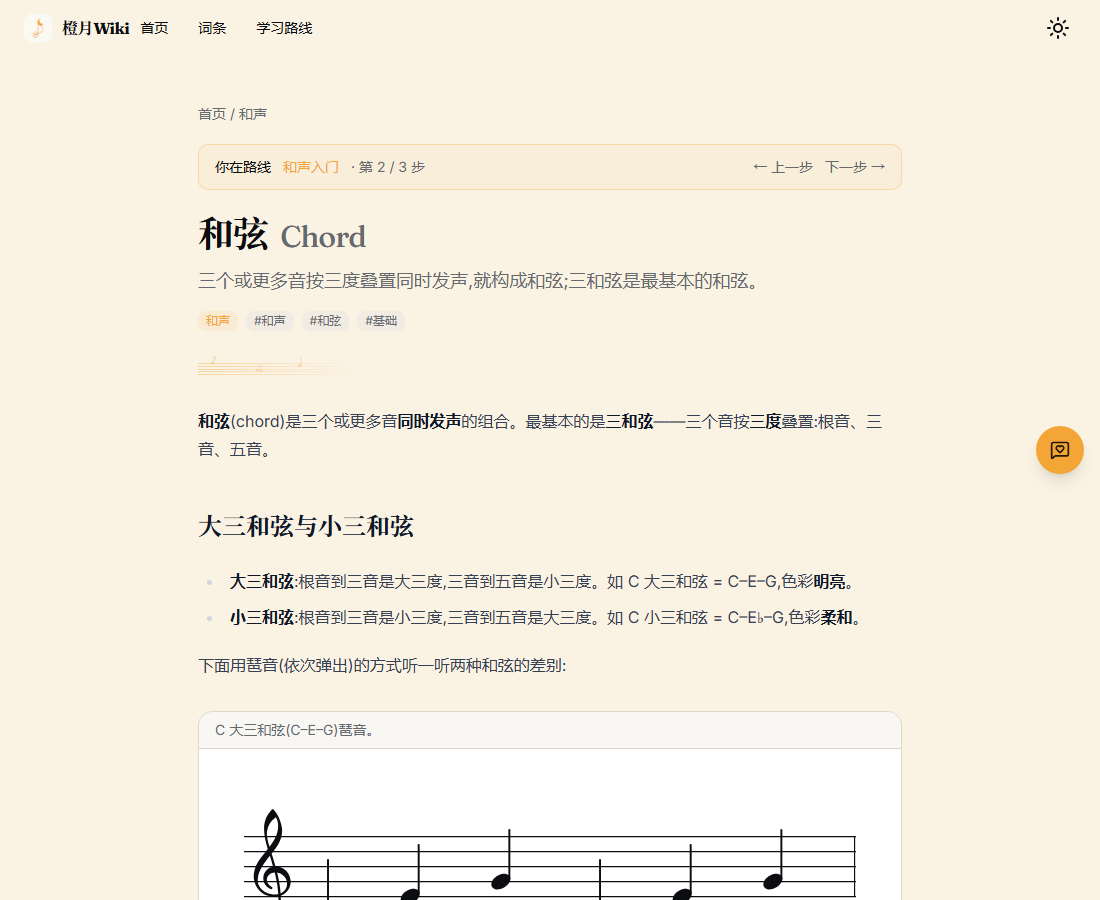 橙月Wiki 首页 词条 学习路线
首页 / 和声
你在路线 和声入门 · 第 2 / 3 步 ← 上一步 下一步 →
和弦 Chord
三个或更多音按三度叠置同时发声,就构成和弦;三和弦是最基本的和弦。
和声 #和声 #和弦 #基础
和弦(chord)是三个或更多音同时发声的组合。最基本的是三和弦——三个音按三度叠置:根音、三
音、五音。
大三和弦与小三和弦
大三和弦:根音到三音是大三度,三音到五音是小三度。如 C 大三和弦 = C–E–G,色彩明亮。
小三和弦:根音到三音是小三度,三音到五音是大三度。如 C 小三和弦 = C–E♭–G,色彩柔和。
下面用琶音(依次弹出)的方式听一听两种和弦的差别:
C 大三和弦(C–E–G)琶音。